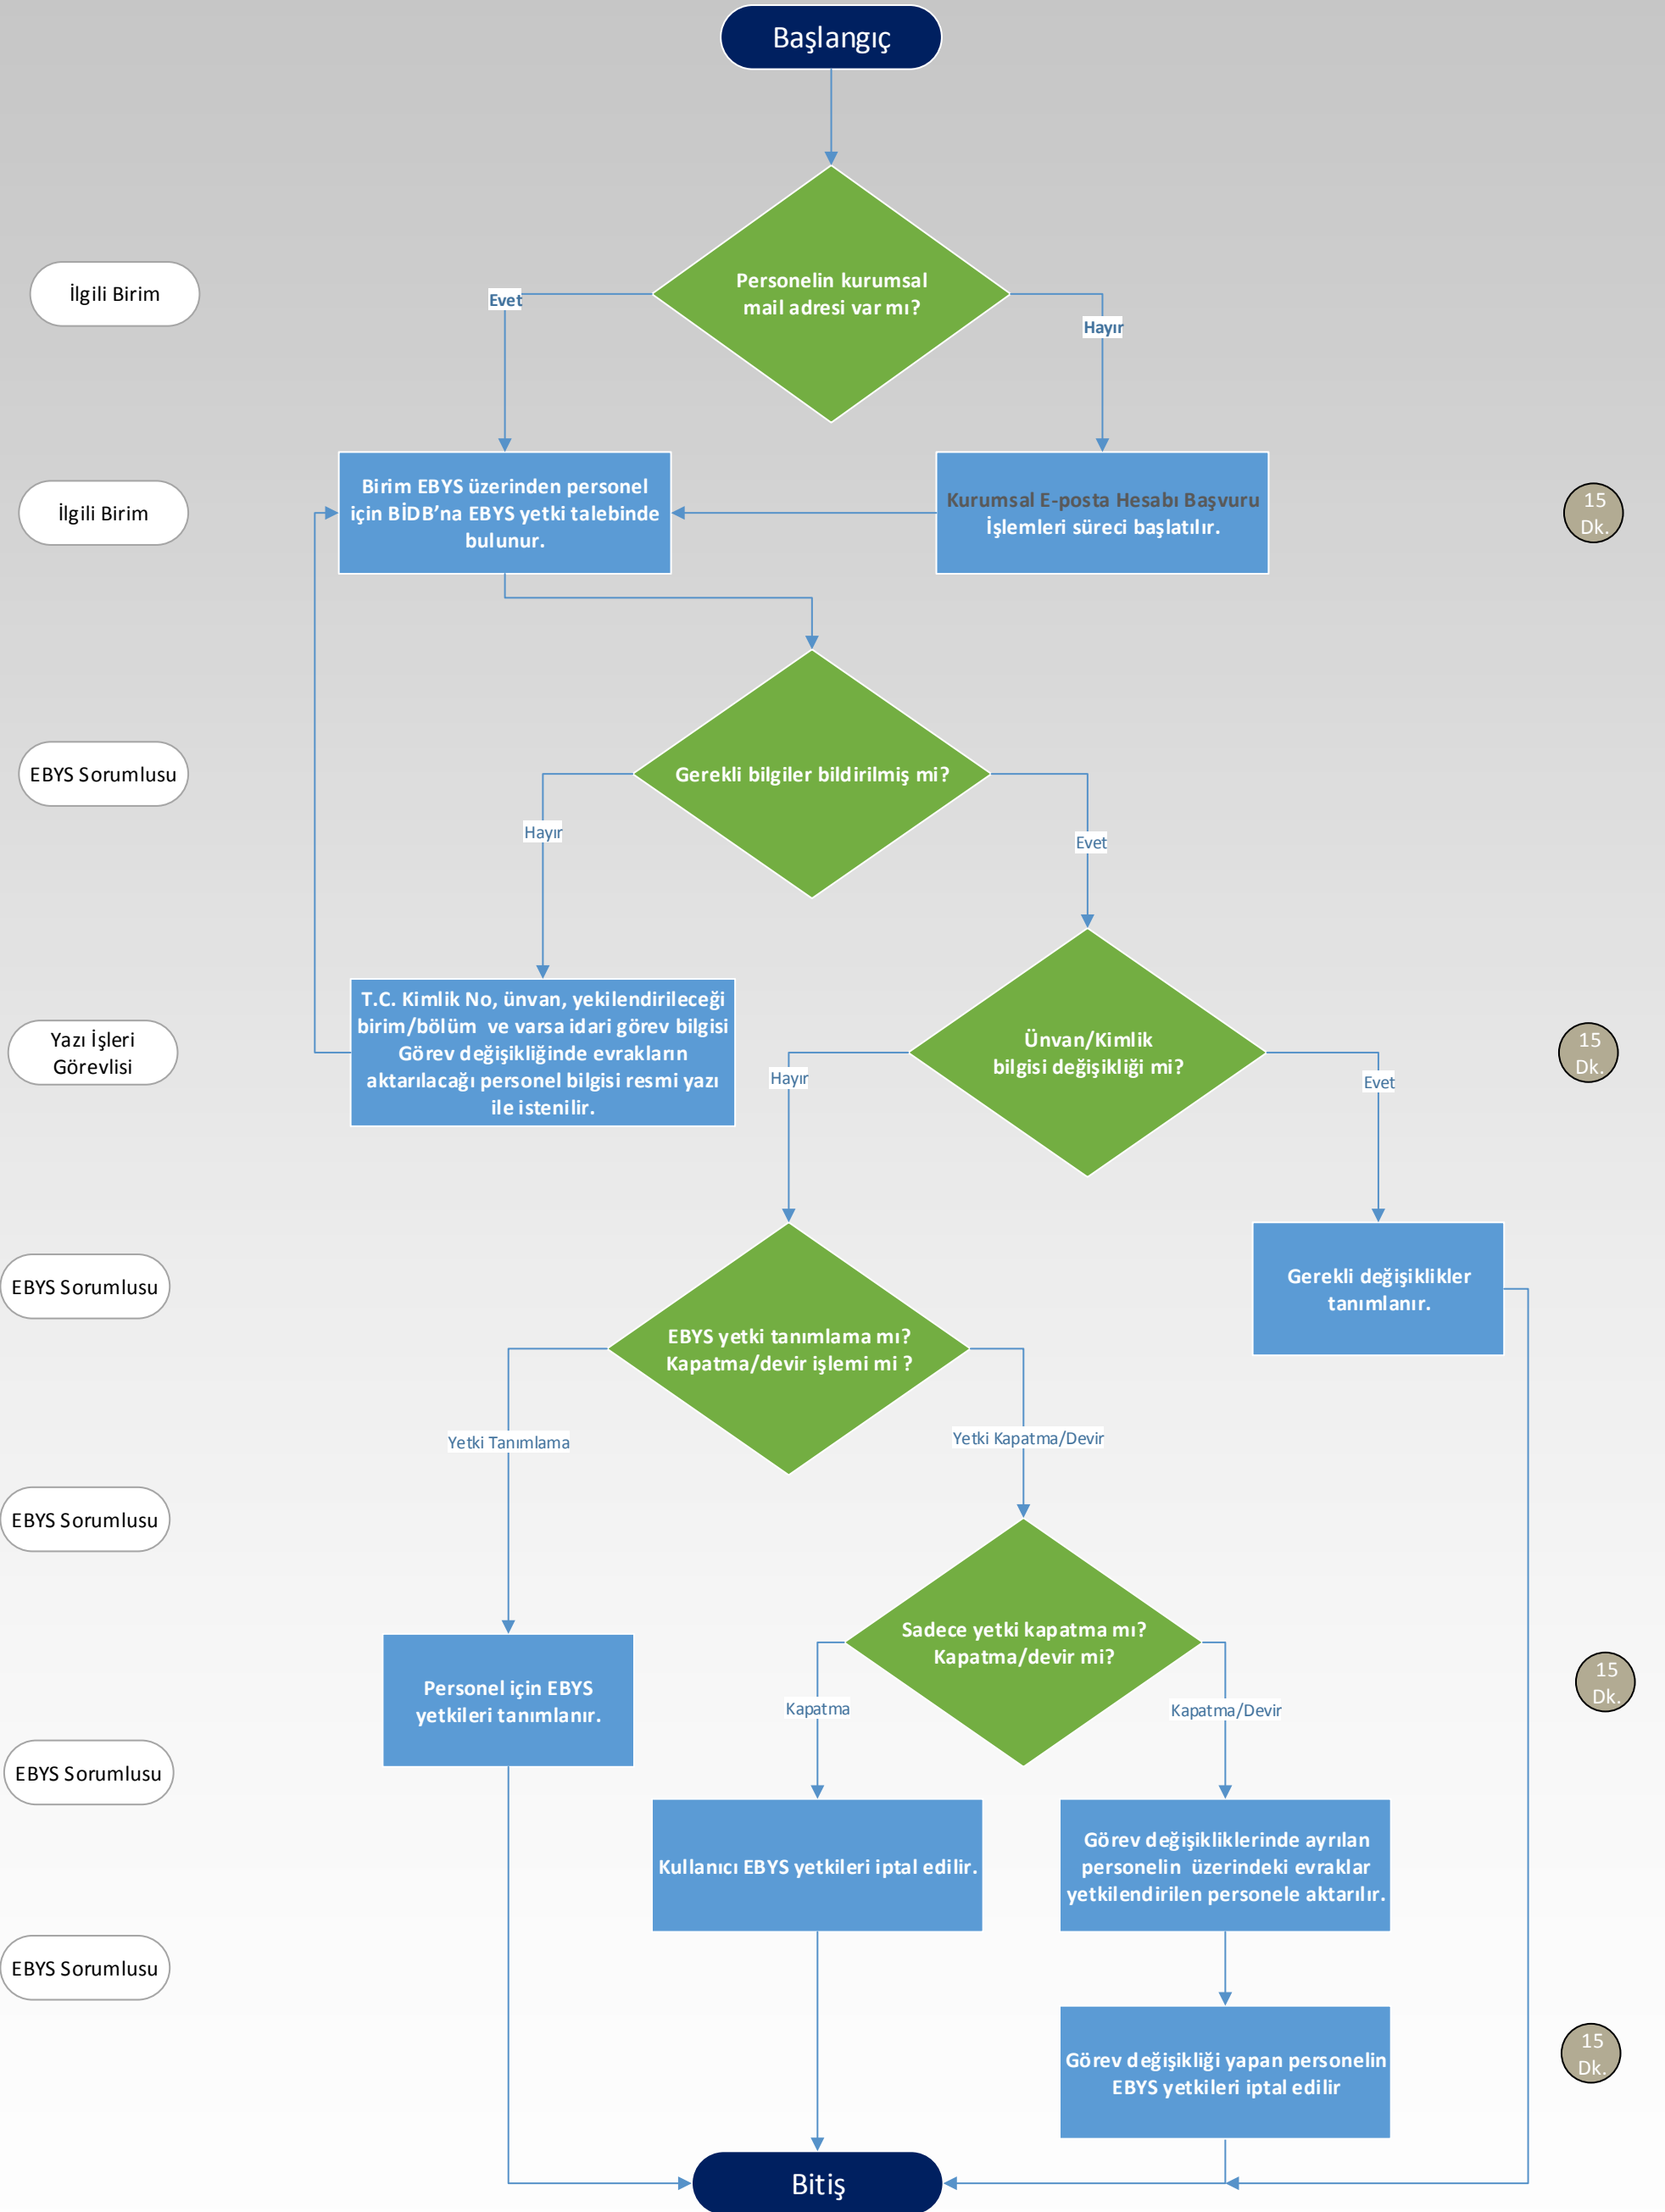 Başlangıç
İlgili Birim
Personelin kurumsal
mail adresi var mı?
Evet
Hayır
İlgili Birim
Birim EBYS üzerinden personel
için BİDB’na EBYS yetki talebinde
bulunur.
Kurumsal E-posta Hesabı Başvuru
İşlemleri süreci başlatılır.
15
Dk.
EBYS Sorumlusu
Gerekli bilgiler bildirilmiş mi?
Hayır
Evet
Yazı İşleri
Görevlisi
T.C. Kimlik No, ünvan, yekilendirileceği
birim/bölüm ve varsa idari görev bilgisi
Görev değişikliğinde evrakların
aktarılacağı personel bilgisi resmi yazı
ile istenilir.
Ünvan/Kimlik
bilgisi değişikliği mi?
15
Dk.
Hayır
Evet
EBYS Sorumlusu
Gerekli değişiklikler
tanımlanır.
EBYS yetki tanımlama mı?
Kapatma/devir işlemi mi ?
Yetki Tanımlama
Yetki Kapatma/Devir
EBYS Sorumlusu
Sadece yetki kapatma mı?
Kapatma/devir mi?
15
Dk.
Personel için EBYS
yetkileri tanımlanır.
Kapatma
Kapatma/Devir
EBYS Sorumlusu
Kullanıcı EBYS yetkileri iptal edilir.
Görev değişikliklerinde ayrılan
personelin üzerindeki evraklar
yetkilendirilen personele aktarılır.
EBYS Sorumlusu
Görev değişikliği yapan personelin
EBYS yetkileri iptal edilir
15
Dk.
Bitiş